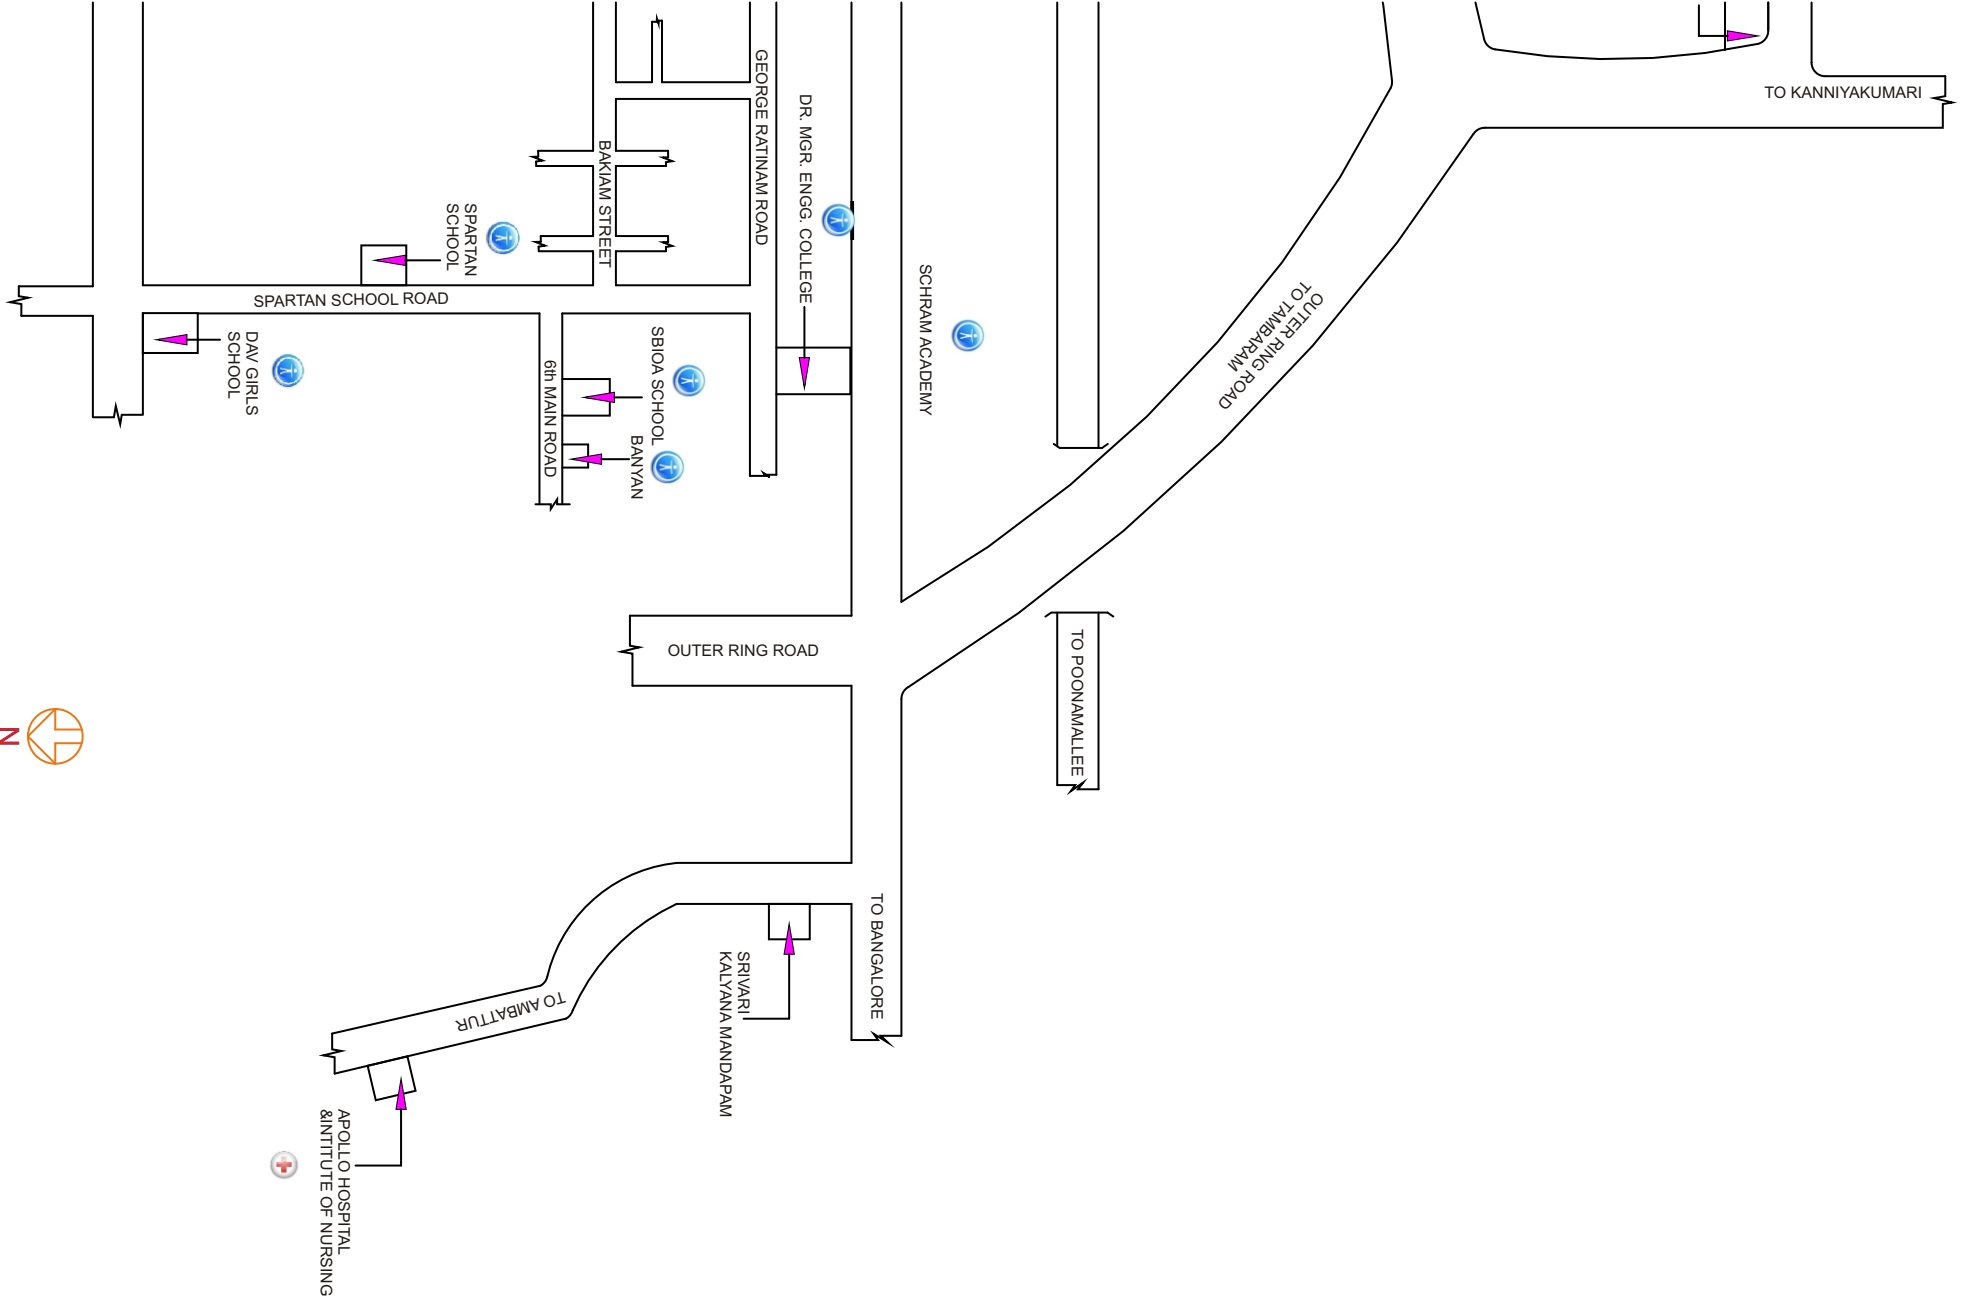 TO KANNIYAKUMARI
GEORGE RATINAM ROAD
DR. MGR. ENGG. COLLEGE
BAKIAM STREET
SPARTAN
SCHOOL
SPARTAN SCHOOL ROAD
SCHRAM ACADEMY
OUTER RING ROAD
TO TAMBARAM
DAV GIRLS
SCHOOL
6th MAIN ROAD
SBIOA SCHOOL
BANYAN
OUTER RING ROAD
TO POONAMALLEE
N
TO BANGALORE
SRIVARI
KALYANA MANDAPAM
TO AMBATTUR
APOLLO HOSPITAL
&INTITUTE OF NURSING